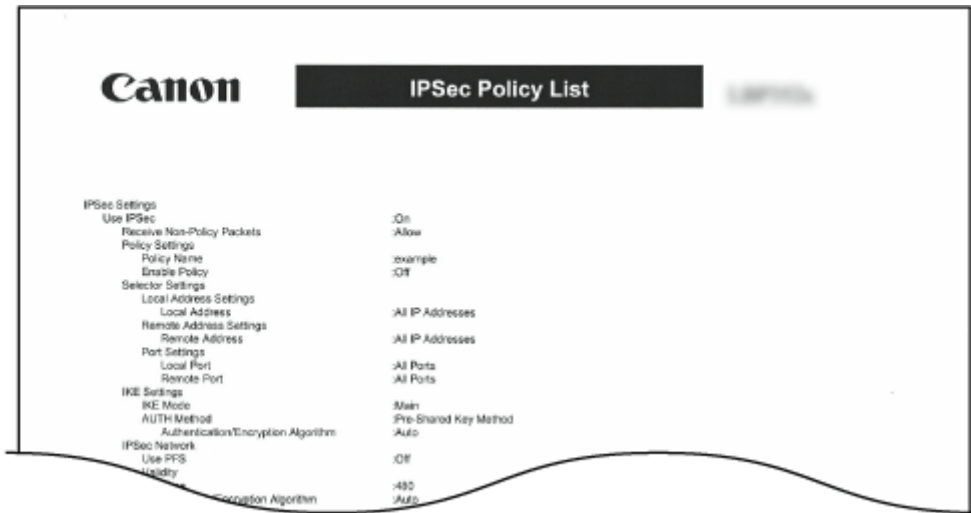 Canon
IPSec Policy List
IPSec Settings
Use IPSec :On
Receive Non-Policy Packets :Allow
Policy Settings
Policy Name :example
Enable Policy :Off
Selector Settings
Local Address Settings
Local Address :All IP Addresses
Remote Address Settings
Remote Address :All IP Addresses
Port Settings
Local Port :All Ports
Remote Port :All Ports
IKE Settings
IKE Mode :Main
AUTH Method :Pre-Shared Key Method
Authentication/Encryption Algorithm :Auto
IPSec Network
Use PFS :Off
Validity
:480
Encryption Algorithm :Auto